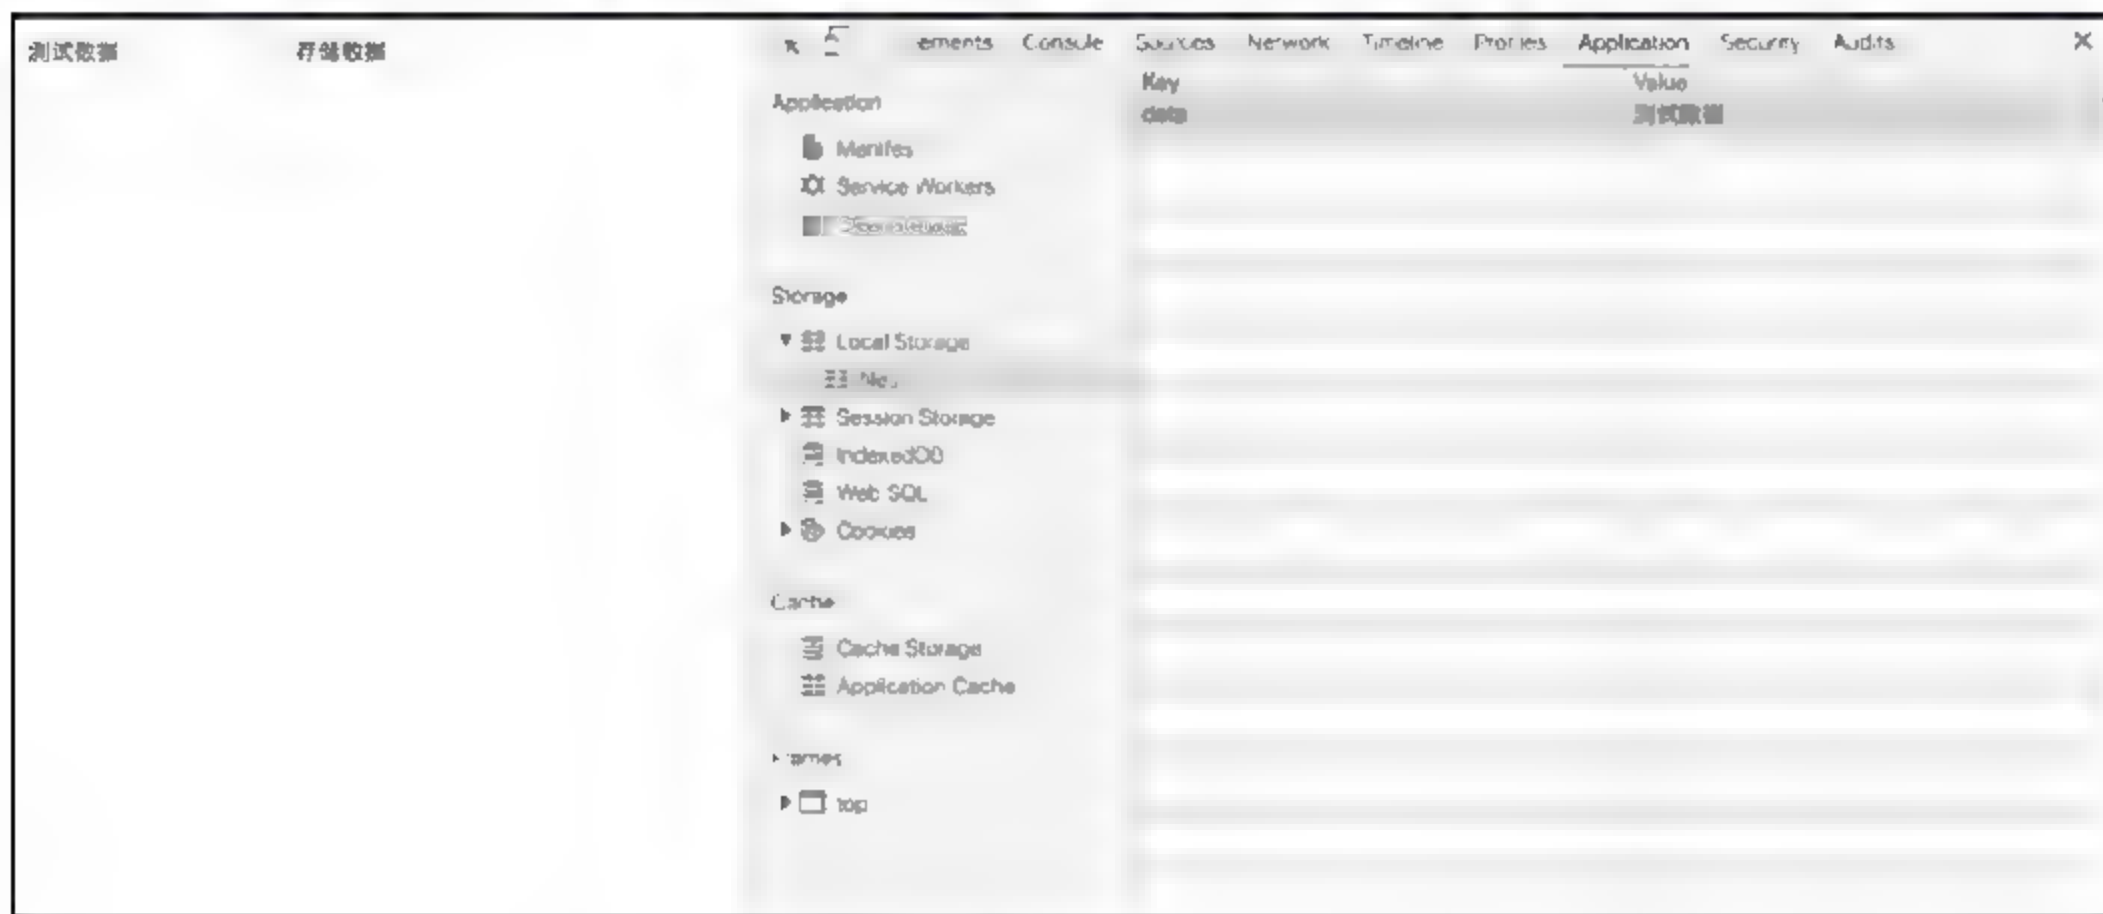 测试数据 存储数据
Console Sources Network Timeline Profiles Application Security Audits
Key Value
data 测试数据
Application
Manifes
Service Workers
Storage
Local Storage
Session Storage
IndexedDB
Web SQL
Cookies
Cache
Cache Storage
Application Cache
Frames
top